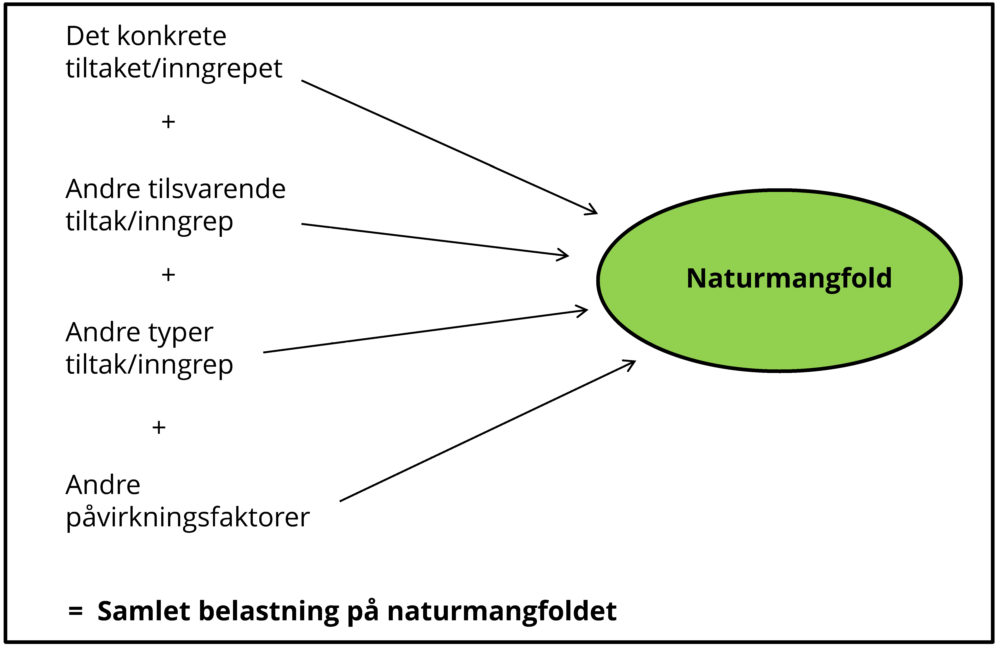 Det konkrete
tiltaket/inngrepet
+
Andre tilsvarende
tiltak/inngrep
+
Andre typer
tiltak/inngrep
+
Andre
påvirkningsfaktorer
= Samlet belastning på naturmangfoldet
Naturmangfold